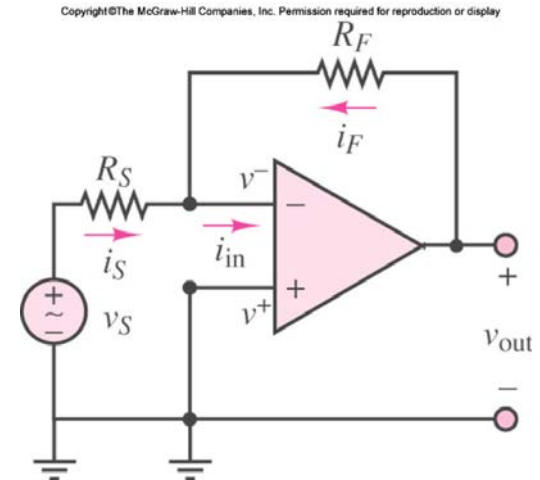 Copyright©The McGraw-Hill Companies, Inc. Permission required for reproduction or display
R_F
i_F
R_S
v^-
−
i_S
i_in
+
~
−
v_S
v^+
+
+
v_out
−